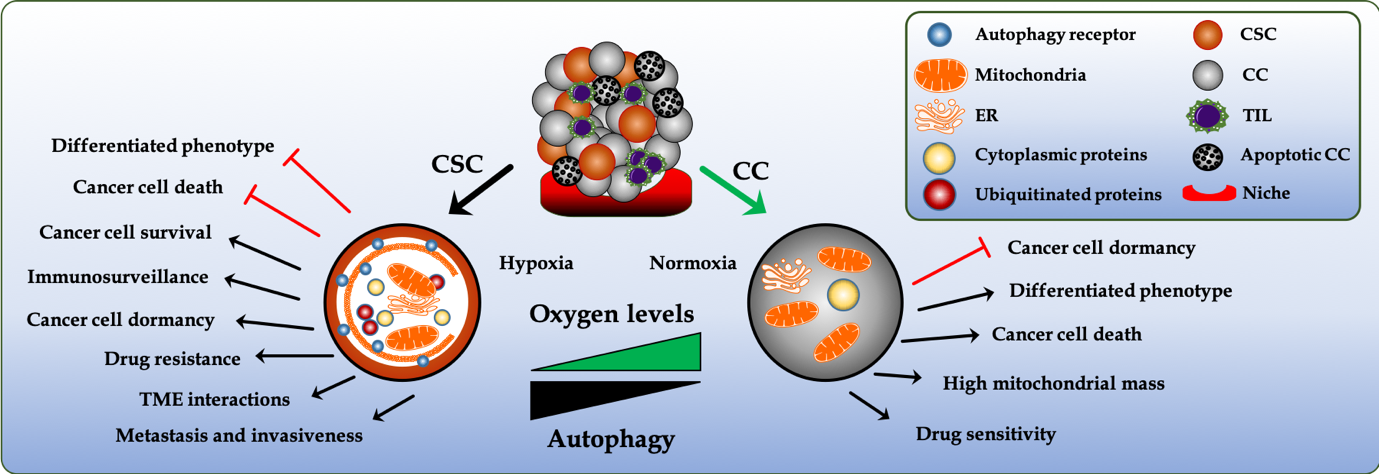 Autophagy receptor
CSC
Mitochondria
CC
ER
TIL
Cytoplasmic proteins
Apoptotic CC
Ubiquitinated proteins
Niche
CSC
CC
Differentiated phenotype
Cancer cell death
Cancer cell survival
Immunosurveillance
Cancer cell dormancy
Drug resistance
TME interactions
Metastasis and invasiveness
Hypoxia
Normoxia
Oxygen levels
Autophagy
Cancer cell dormancy
Differentiated phenotype
Cancer cell death
High mitochondrial mass
Drug sensitivity